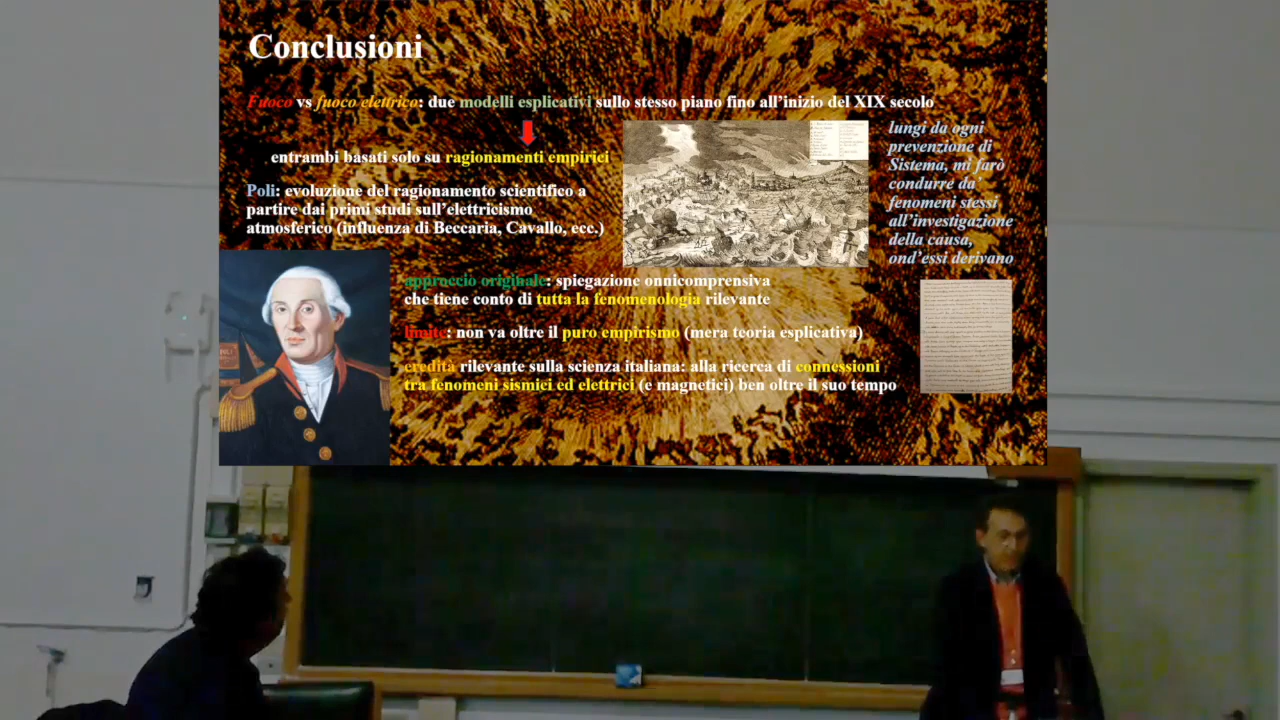 Conclusioni
Fuoco vs fuoco elettrico: due modelli esplicativi sullo stesso piano fino all'inizio del XIX secolo
entrambi basati solo su ragionamenti empirici
Poli: evoluzione del ragionamento scientifico a
partire dai primi studi sull'elettricismo
atmosferico (influenza di Beccaria, Cavallo, ecc.)
lungi da ogni
prevenzione di
Sistema, mi farò
condurre da'
fenomeni stessi
all'investigazione
della causa,
ond'essi derivano
approccio originale: spiegazione onnicomprensiva
che tiene conto di tutta la fenomenologia rilevante
limite: non va oltre il puro empirismo (mera teoria esplicativa)
eredità rilevante sulla scienza italiana: alla ricerca di connessioni
tra fenomeni sismici ed elettrici (e magnetici) ben oltre il suo tempo